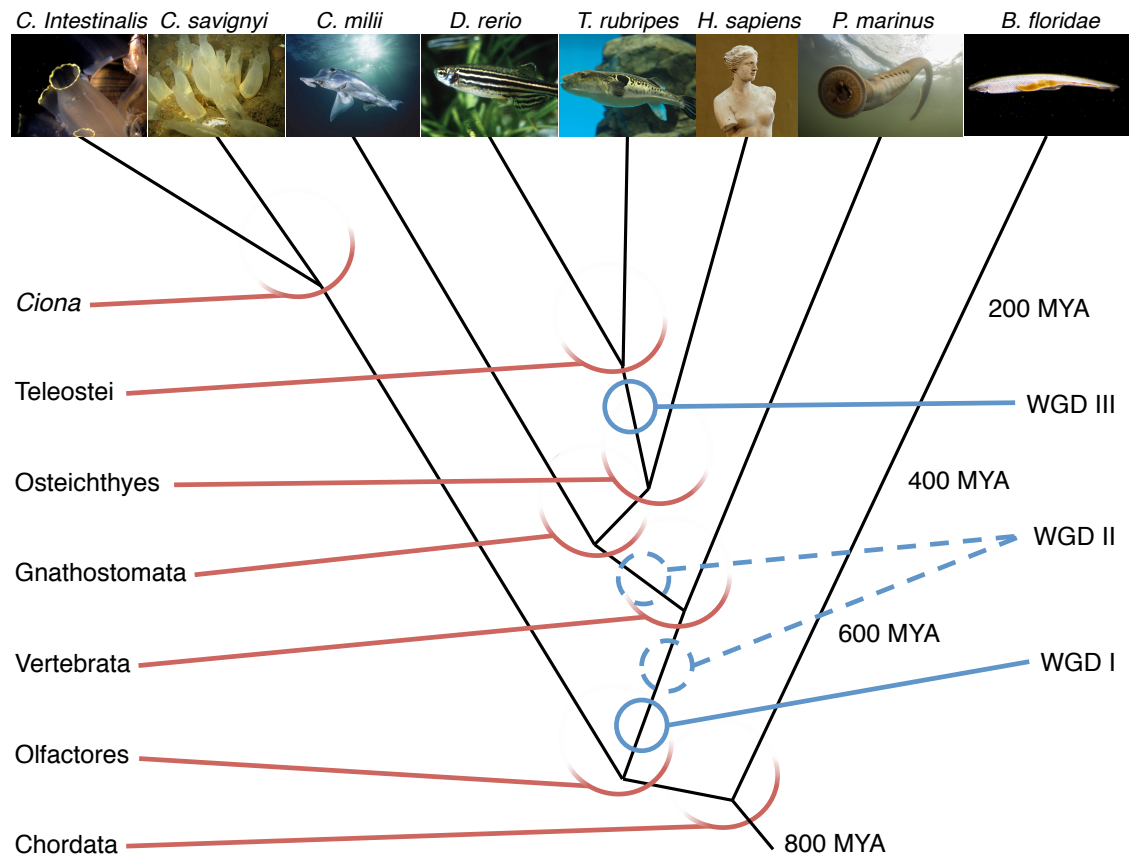 C. Intestinalis C. savignyi C. milii D. rerio T. rubripes H. sapiens P. marinus B. floridae
Ciona
200 MYA
Teleostei
WGD III
Osteichthyes
400 MYA
WGD II
Gnathostomata
600 MYA
Vertebrata
WGD I
Olfactores
Chordata
800 MYA